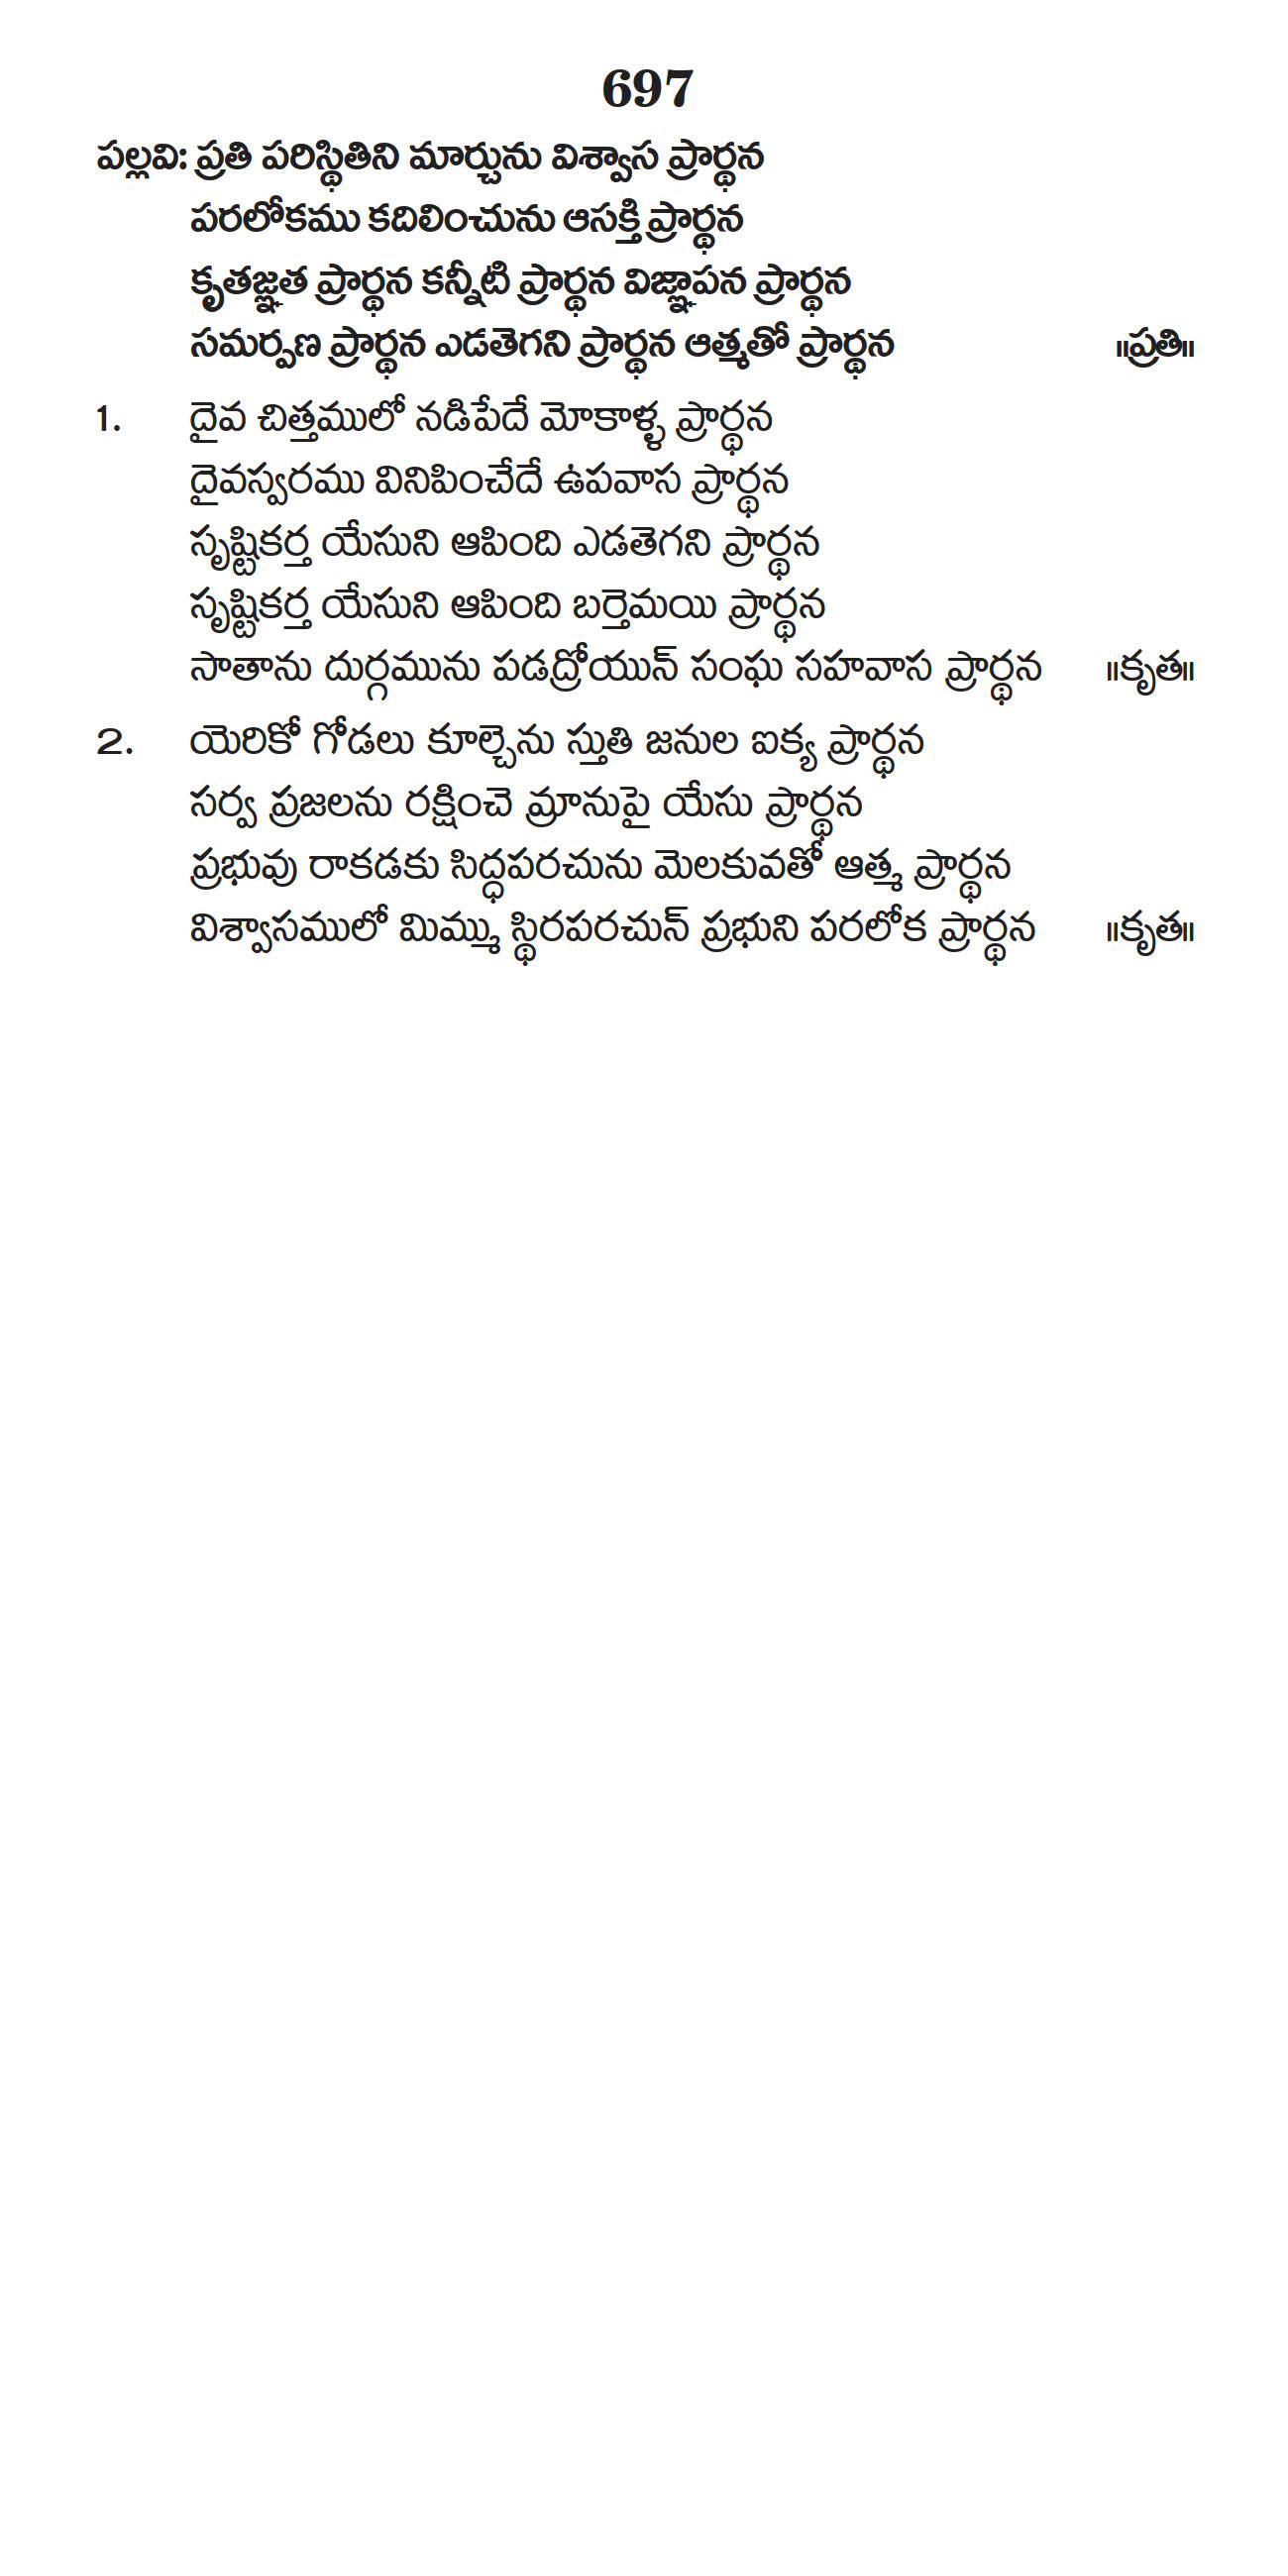 697
పల్లవి: ప్రతి పరిస్థితిని మార్చును విశ్వాస ప్రార్థన
పరలోకము కదిలించును ఆసక్తి ప్రార్థన
కృతజ్ఞత ప్రార్థన కన్నీటి ప్రార్థన విజ్ఞాపన ప్రార్థన
సమర్పణ ప్రార్థన ఎడతెగని ప్రార్థన ఆత్మతో ప్రార్థన ॥ప్రతి॥
1. దైవ చిత్తములో నడిపేదే మోకాళ్ళ ప్రార్థన
దైవస్వరము వినిపించేదే ఉపవాస ప్రార్థన
సృష్టికర్త యేసుని ఆపింది ఎడతెగని ప్రార్థన
సృష్టికర్త యేసుని ఆపింది బర్తెమయి ప్రార్థన
సాతాను దుర్గమును పడద్రోయున్ సంఘ సహవాస ప్రార్థన ॥కృత॥
2. యెరికో గోడలు కూల్చెను స్తుతి జనుల ఐక్య ప్రార్థన
సర్వ ప్రజలను రక్షించె మ్రానుపై యేసు ప్రార్థన
ప్రభువు రాకడకు సిద్ధపరచును మెలకువతో ఆత్మ ప్రార్థన
విశ్వాసములో మిమ్ము స్థిరపరచున్ ప్రభుని పరలోక ప్రార్థన ॥కృత॥